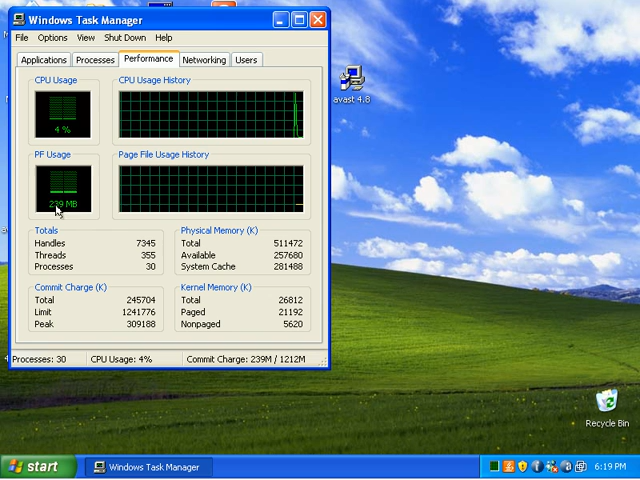 Windows Task Manager
File Options View Shut Down Help
Applications Processes Performance Networking Users
CPU Usage CPU Usage History
4 %
PF Usage Page File Usage History
239 MB
Totals
Handles 7345
Threads 355
Processes 30
Physical Memory (K)
Total 511472
Available 257680
System Cache 281488
Commit Charge (K)
Total 245704
Limit 1241776
Peak 309188
Kernel Memory (K)
Total 26812
Paged 21192
Nonpaged 5620
Processes: 30 CPU Usage: 4% Commit Charge: 239M / 1212M
avast 4.8
Recycle Bin
start Windows Task Manager 6:19 PM